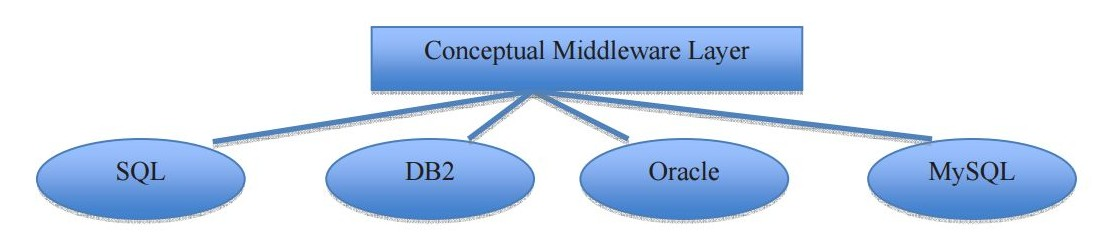 Conceptual Middleware Layer
SQL
DB2
Oracle
MySQL